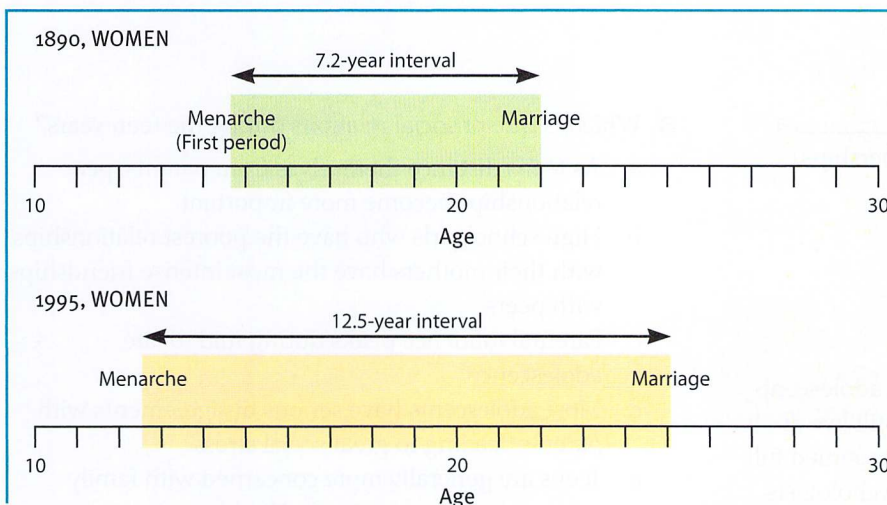 1890, WOMEN
7.2-year interval
Menarche Marriage
(First period)
10 20 30
Age
1995, WOMEN
12.5-year interval
Menarche Marriage
10 20 30
Age